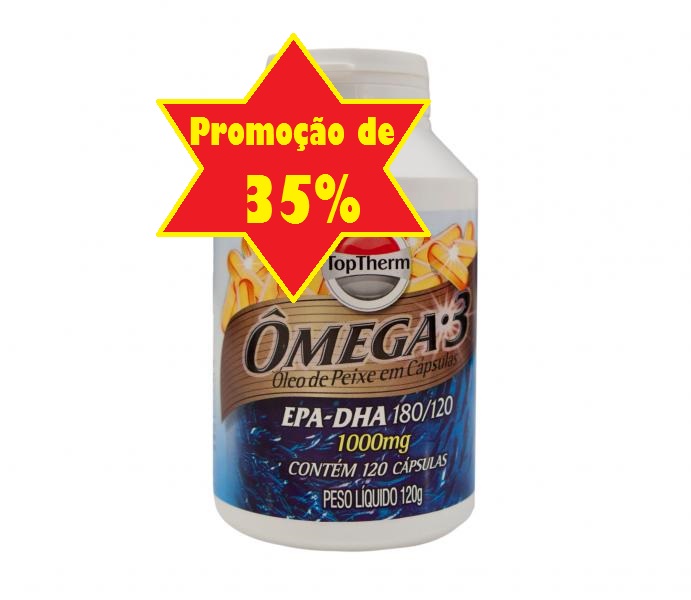 Promoção de
35%
TopTherm
ÔMEGA·3
Óleo de Peixe em Cápsulas
EPA-DHA 180/120
1000mg
CONTÉM 120 CÁPSULAS
PESO LÍQUIDO 120g